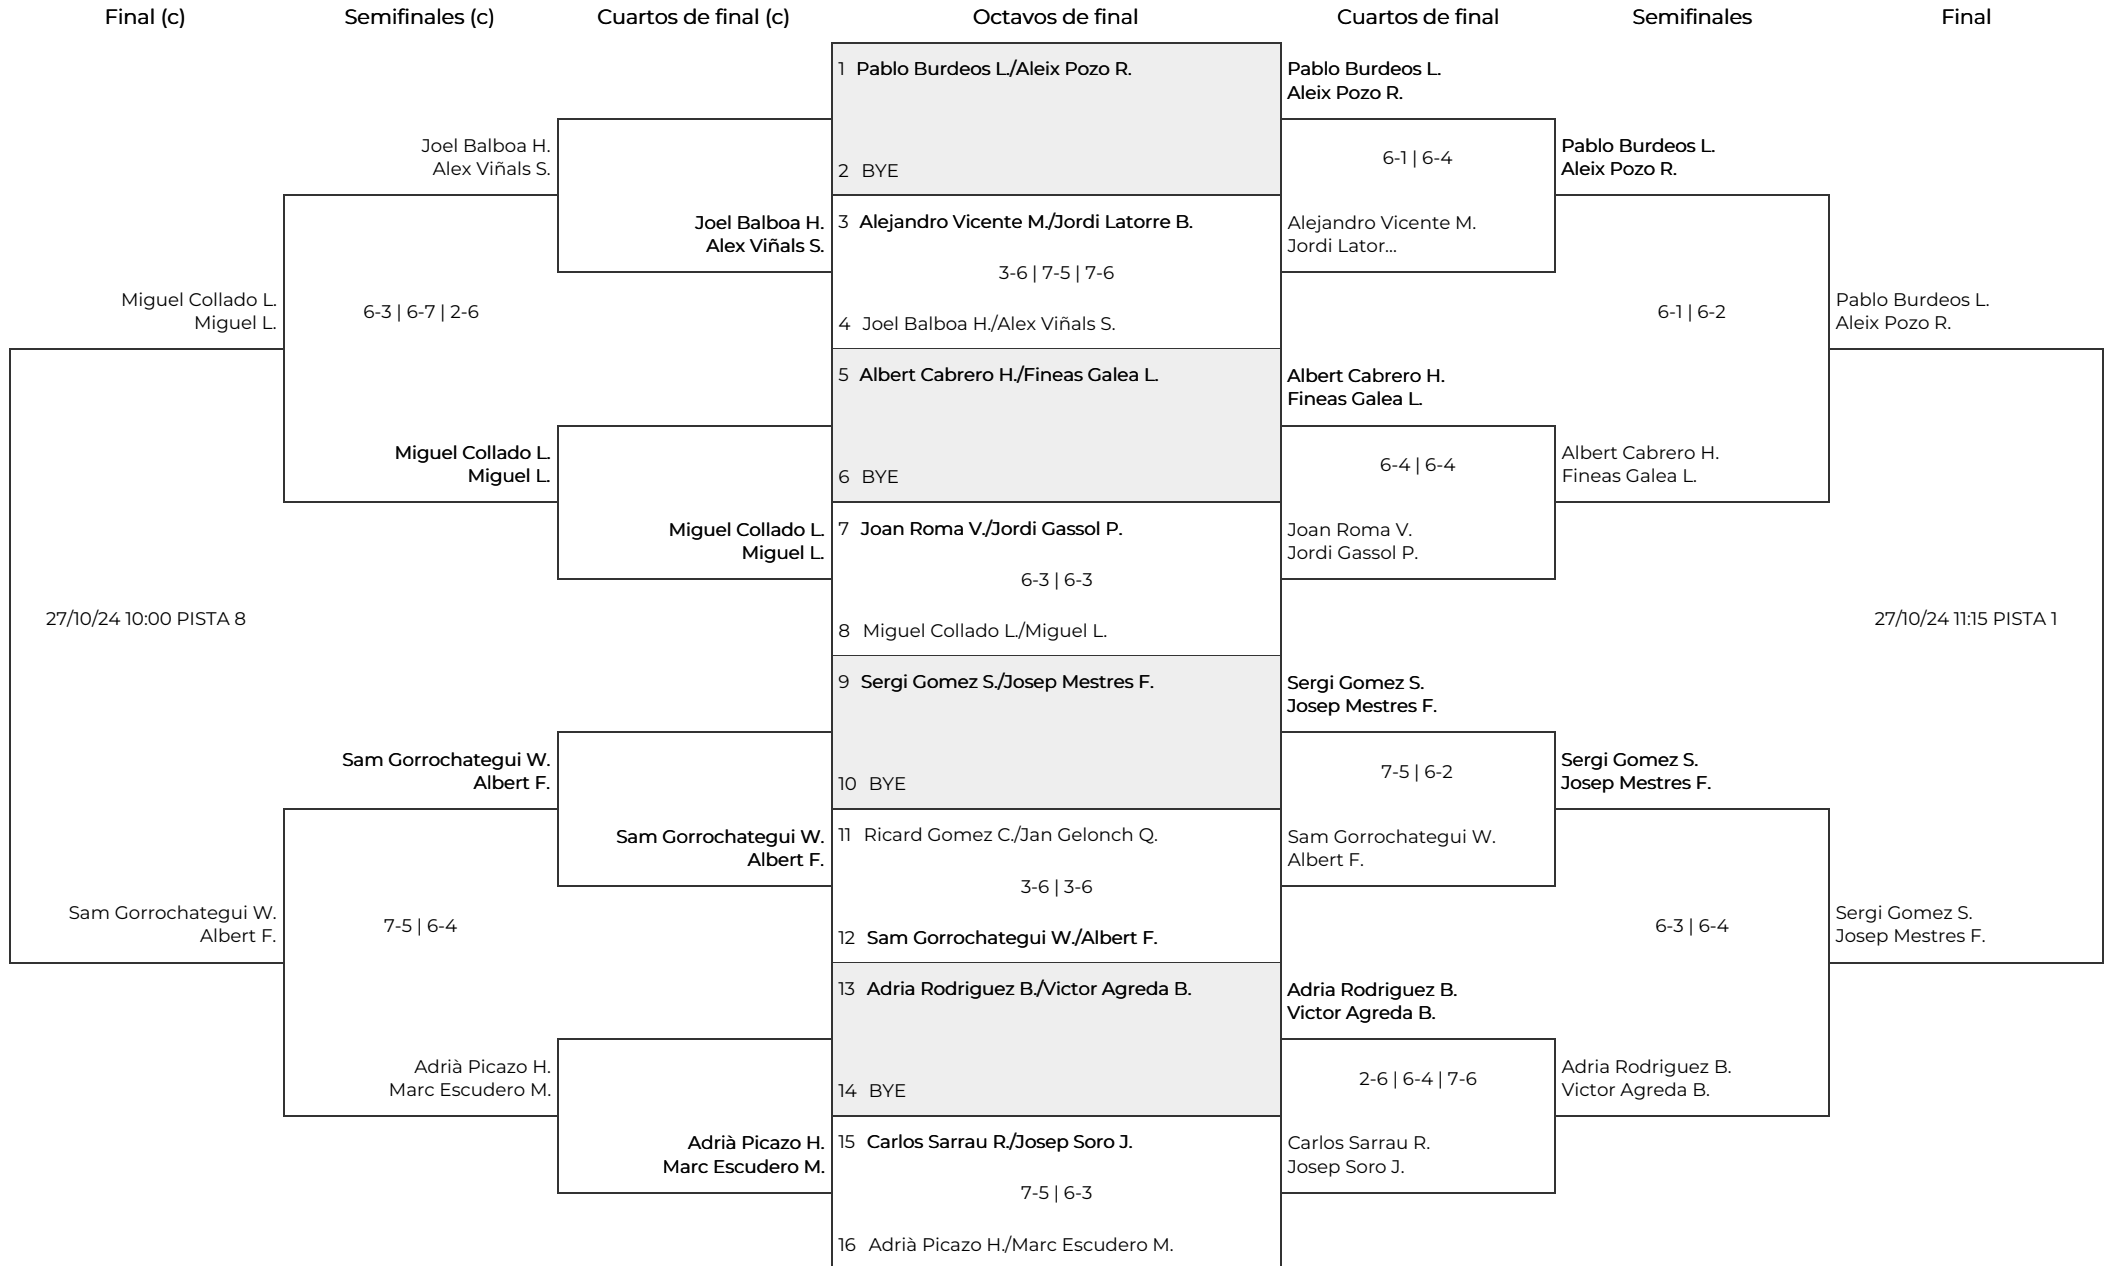 Final (c)
Semifinales (c)
Cuartos de final (c)
Octavos de final
Cuartos de final
Semifinales
Final
Miguel Collado L.
Miguel L.
27/10/24 10:00 PISTA 8
Sam Gorrochategui W.
Albert F.
Joel Balboa H.
Alex Viñals S.
6-3 | 6-7 | 2-6
Miguel Collado L.
Miguel L.
Sam Gorrochategui W.
Albert F.
7-5 | 6-4
Adrià Picazo H.
Marc Escudero M.
Joel Balboa H.
Alex Viñals S.
Miguel Collado L.
Miguel L.
Sam Gorrochategui W.
Albert F.
Adrià Picazo H.
Marc Escudero M.
1 Pablo Burdeos L./Aleix Pozo R.
2 BYE
3 Alejandro Vicente M./Jordi Latorre B.
3-6 | 7-5 | 7-6
4 Joel Balboa H./Alex Viñals S.
5 Albert Cabrero H./Fineas Galea L.
6 BYE
7 Joan Roma V./Jordi Gassol P.
6-3 | 6-3
8 Miguel Collado L./Miguel L.
9 Sergi Gomez S./Josep Mestres F.
10 BYE
11 Ricard Gomez C./Jan Gelonch Q.
3-6 | 3-6
12 Sam Gorrochategui W./Albert F.
13 Adria Rodriguez B./Victor Agreda B.
14 BYE
15 Carlos Sarrau R./Josep Soro J.
7-5 | 6-3
16 Adrià Picazo H./Marc Escudero M.
Pablo Burdeos L.
Aleix Pozo R.
6-1 | 6-4
Alejandro Vicente M.
Jordi Lator...
Albert Cabrero H.
Fineas Galea L.
6-4 | 6-4
Joan Roma V.
Jordi Gassol P.
Sergi Gomez S.
Josep Mestres F.
7-5 | 6-2
Sam Gorrochategui W.
Albert F.
Adria Rodriguez B.
Victor Agreda B.
2-6 | 6-4 | 7-6
Carlos Sarrau R.
Josep Soro J.
Pablo Burdeos L.
Aleix Pozo R.
6-1 | 6-2
Albert Cabrero H.
Fineas Galea L.
Sergi Gomez S.
Josep Mestres F.
6-3 | 6-4
Adria Rodriguez B.
Victor Agreda B.
Pablo Burdeos L.
Aleix Pozo R.
27/10/24 11:15 PISTA 1
Sergi Gomez S.
Josep Mestres F.